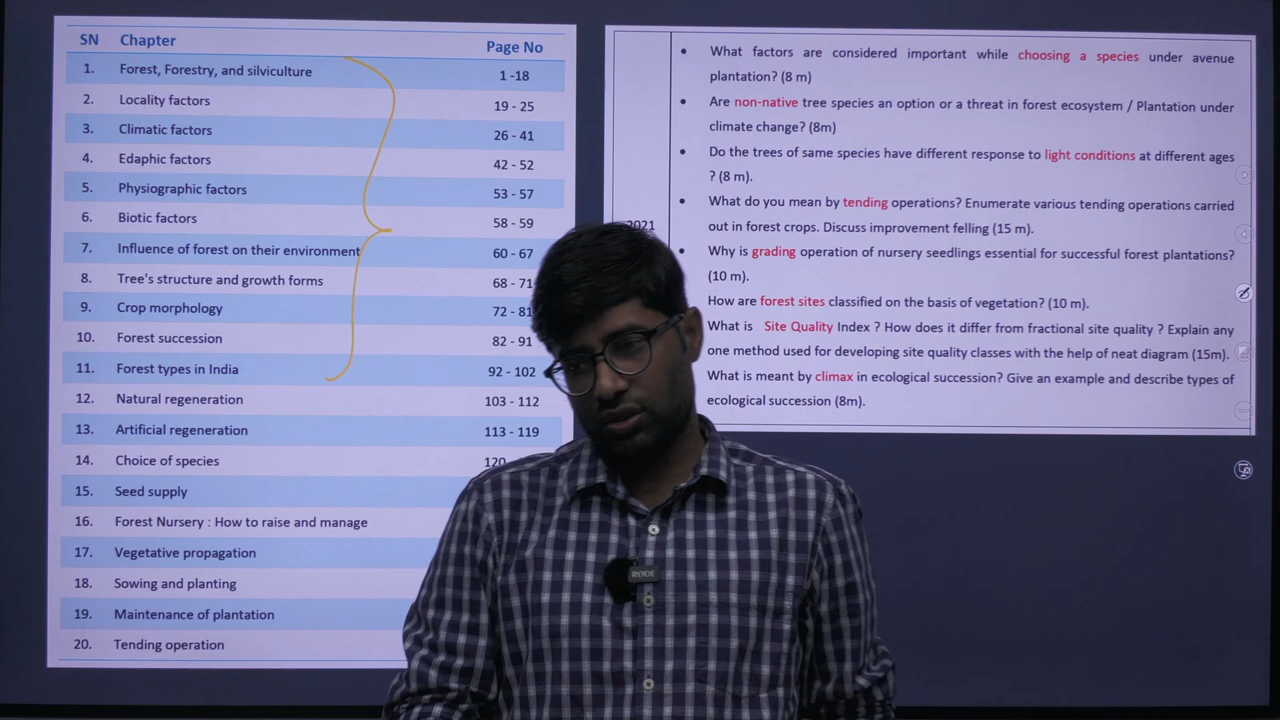 SN Chapter Page No
1. Forest, Forestry, and silviculture 1 -18
2. Locality factors 19 - 25
3. Climatic factors 26 - 41
4. Edaphic factors 42 - 52
5. Physiographic factors 53 - 57
6. Biotic factors 58 - 59
7. Influence of forest on their environment 60 - 67
8. Tree's structure and growth forms 68 - 71
9. Crop morphology 72 - 81
10. Forest succession 82 - 91
11. Forest types in India 92 - 102
12. Natural regeneration 103 - 112
13. Artificial regeneration 113 - 119
14. Choice of species 120
15. Seed supply
16. Forest Nursery : How to raise and manage
17. Vegetative propagation
18. Sowing and planting
19. Maintenance of plantation
20. Tending operation
2021
• What factors are considered important while choosing a species under avenue
plantation? (8 m)
• Are non-native tree species an option or a threat in forest ecosystem / Plantation under
climate change? (8m)
• Do the trees of same species have different response to light conditions at different ages
? (8 m).
• What do you mean by tending operations? Enumerate various tending operations carried
out in forest crops. Discuss improvement felling (15 m).
• Why is grading operation of nursery seedlings essential for successful forest plantations?
(10 m).
How are forest sites classified on the basis of vegetation? (10 m).
What is Site Quality Index ? How does it differ from fractional site quality ? Explain any
one method used for developing site quality classes with the help of neat diagram (15m).
What is meant by climax in ecological succession? Give an example and describe types of
ecological succession (8m).
RODE